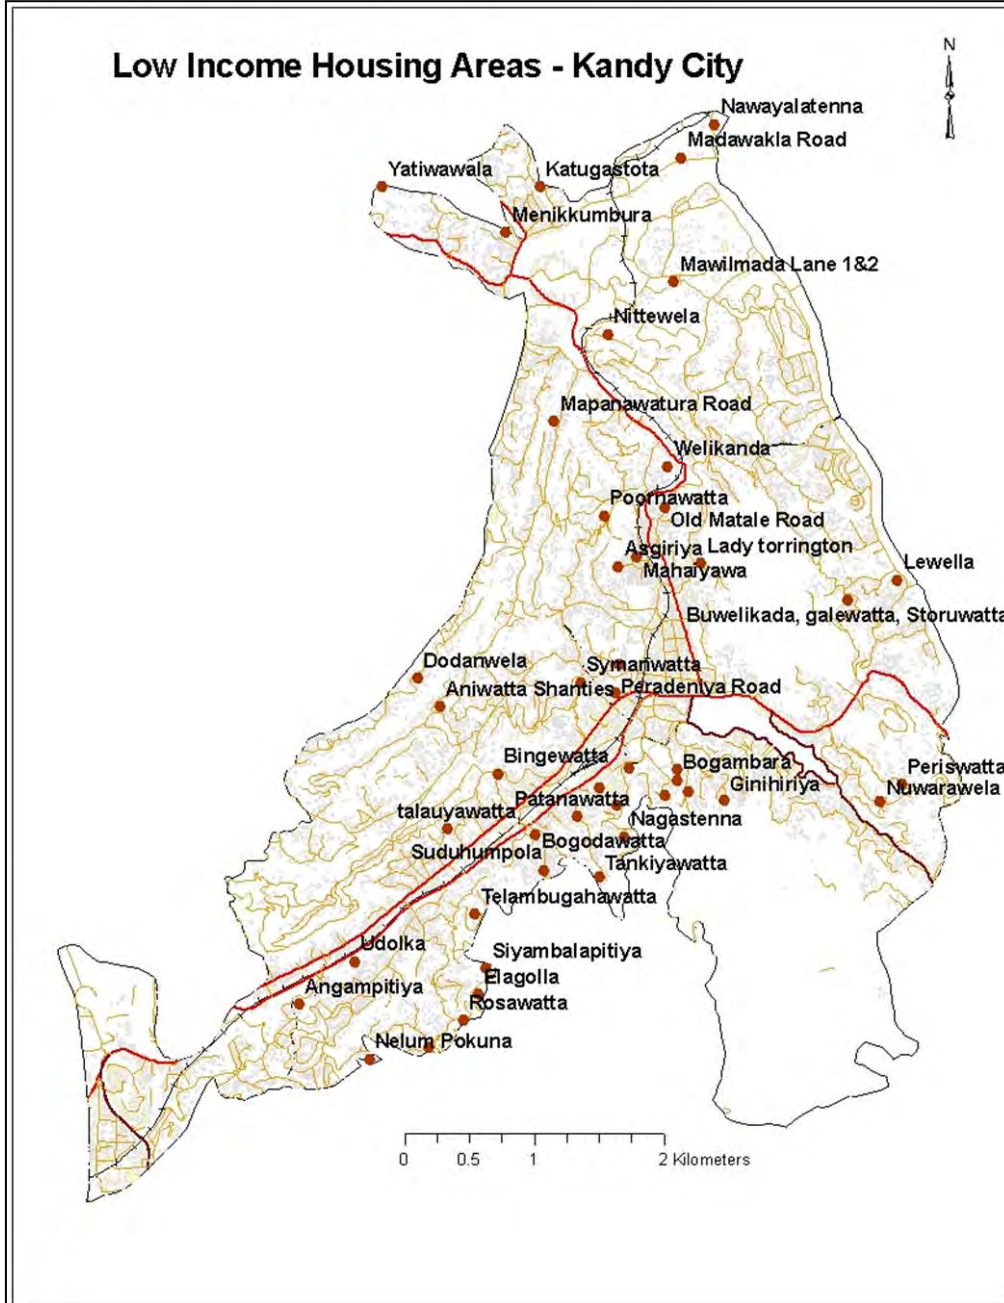 Low Income Housing Areas - Kandy City
N
Nawayalatenna
Madawakla Road
Yatiwawala
Katugastota
Menikkumbura
Mawilmada Lane 1&2
Nittewela
Mapanawatura Road
Welikanda
Poornawatta
Old Matale Road
Asgiriya
Lady torrington
Mahaiyawa
Lewella
Buwelikada, galewatta, Storuwatta
Dodanwela
Symanwatta
Aniwatta Shanties
Peradeniya Road
Bingewatta
Bogambara
Periswatta
Ginihiriya
Nuwarawela
Patanawatta
talauyawatta
Nagastenna
Bogodawatta
Suduhumpola
Tankiyawatta
Telambugahawatta
Udolka
Siyambalapitiya
Elagolla
Angampitiya
Rosawatta
Nelum Pokuna
0 0.5 1 2 Kilometers